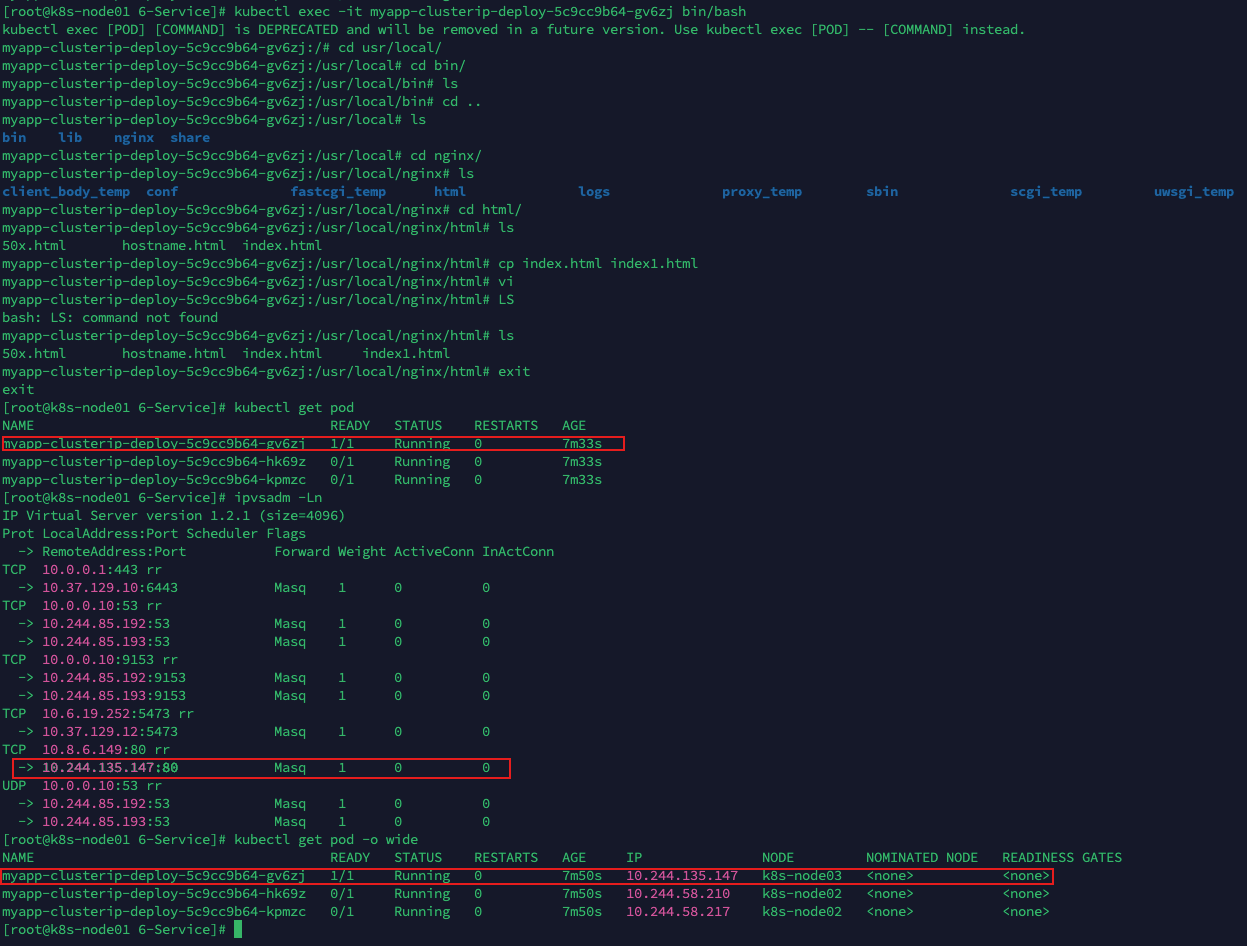 [root@k8s-node01 6-Service]# kubectl exec -it myapp-clusterip-deploy-5c9cc9b64-gv6zj bin/bash
kubectl exec [POD] [COMMAND] is DEPRECATED and will be removed in a future version. Use kubectl exec [POD] -- [COMMAND] instead.
myapp-clusterip-deploy-5c9cc9b64-gv6zj:/# cd usr/local/
myapp-clusterip-deploy-5c9cc9b64-gv6zj:/usr/local# cd bin/
myapp-clusterip-deploy-5c9cc9b64-gv6zj:/usr/local/bin# ls
myapp-clusterip-deploy-5c9cc9b64-gv6zj:/usr/local/bin# cd ..
myapp-clusterip-deploy-5c9cc9b64-gv6zj:/usr/local# ls
bin    lib    nginx  share
myapp-clusterip-deploy-5c9cc9b64-gv6zj:/usr/local# cd nginx/
myapp-clusterip-deploy-5c9cc9b64-gv6zj:/usr/local/nginx# ls
client_body_temp  conf              fastcgi_temp      html              logs              proxy_temp        sbin              scgi_temp         uwsgi_temp
myapp-clusterip-deploy-5c9cc9b64-gv6zj:/usr/local/nginx# cd html/
myapp-clusterip-deploy-5c9cc9b64-gv6zj:/usr/local/nginx/html# ls
50x.html       hostname.html  index.html
myapp-clusterip-deploy-5c9cc9b64-gv6zj:/usr/local/nginx/html# cp index.html index1.html
myapp-clusterip-deploy-5c9cc9b64-gv6zj:/usr/local/nginx/html# vi
myapp-clusterip-deploy-5c9cc9b64-gv6zj:/usr/local/nginx/html# LS
bash: LS: command not found
myapp-clusterip-deploy-5c9cc9b64-gv6zj:/usr/local/nginx/html# ls
50x.html       hostname.html  index.html     index1.html
myapp-clusterip-deploy-5c9cc9b64-gv6zj:/usr/local/nginx/html# exit
exit
[root@k8s-node01 6-Service]# kubectl get pod
NAME                                     READY   STATUS    RESTARTS   AGE
myapp-clusterip-deploy-5c9cc9b64-gv6zj   1/1     Running   0          7m33s
myapp-clusterip-deploy-5c9cc9b64-hk69z   0/1     Running   0          7m33s
myapp-clusterip-deploy-5c9cc9b64-kpmzc   0/1     Running   0          7m33s
[root@k8s-node01 6-Service]# ipvsadm -Ln
IP Virtual Server version 1.2.1 (size=4096)
Prot LocalAddress:Port Scheduler Flags
  -> RemoteAddress:Port           Forward Weight ActiveConn InActConn
TCP  10.0.0.1:443 rr
  -> 10.37.129.10:6443            Masq    1      0          0
TCP  10.0.0.10:53 rr
  -> 10.244.85.192:53             Masq    1      0          0
  -> 10.244.85.193:53             Masq    1      0          0
TCP  10.0.0.10:9153 rr
  -> 10.244.85.192:9153           Masq    1      0          0
  -> 10.244.85.193:9153           Masq    1      0          0
TCP  10.6.19.252:5473 rr
  -> 10.37.129.12:5473            Masq    1      0          0
TCP  10.8.6.149:80 rr
  -> 10.244.135.147:80            Masq    1      0          0
UDP  10.0.0.10:53 rr
  -> 10.244.85.192:53             Masq    1      0          0
  -> 10.244.85.193:53             Masq    1      0          0
[root@k8s-node01 6-Service]# kubectl get pod -o wide
NAME                                     READY   STATUS    RESTARTS   AGE     IP               NODE         NOMINATED NODE   READINESS GATES
myapp-clusterip-deploy-5c9cc9b64-gv6zj   1/1     Running   0          7m50s   10.244.135.147   k8s-node03   <none>           <none>
myapp-clusterip-deploy-5c9cc9b64-hk69z   0/1     Running   0          7m50s   10.244.58.210    k8s-node02   <none>           <none>
myapp-clusterip-deploy-5c9cc9b64-kpmzc   0/1     Running   0          7m50s   10.244.58.217    k8s-node02   <none>           <none>
[root@k8s-node01 6-Service]#